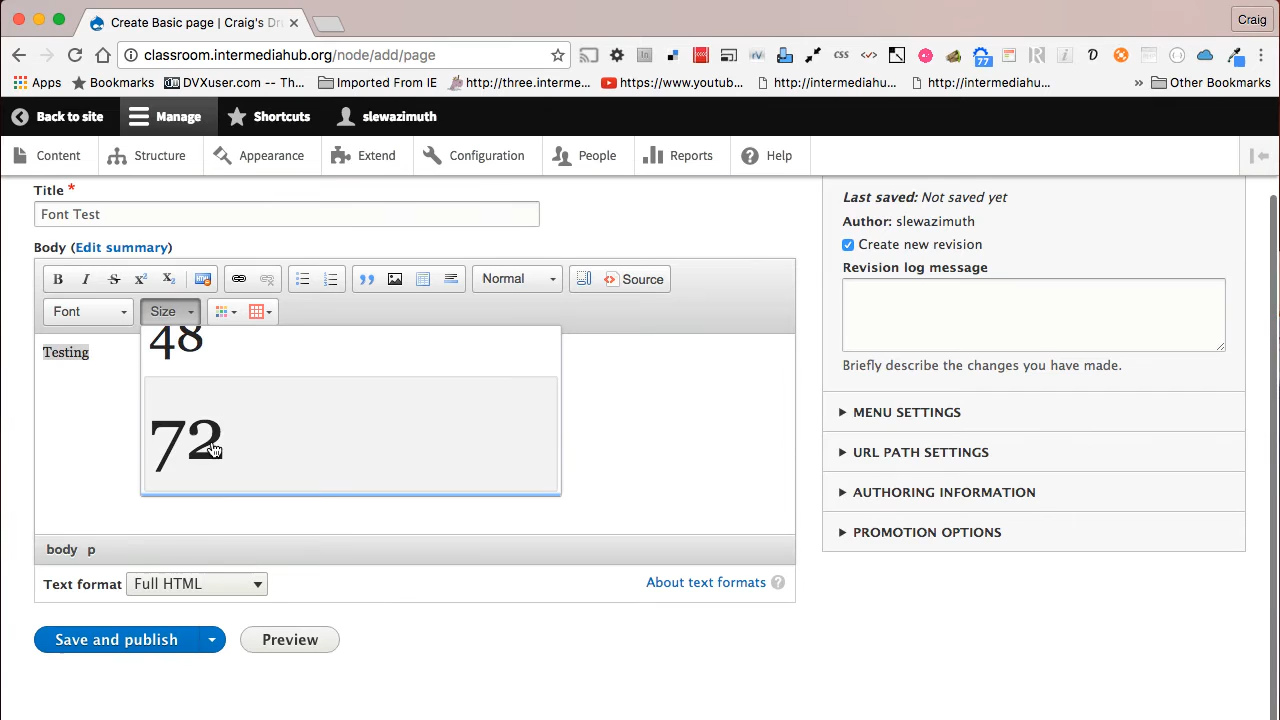 Create Basic page | Craig's Dr
Craig
classroom.intermediahub.org/node/add/page
77
Apps Bookmarks DVXuser.com -- Th... Imported From IE http://three.interme... https://www.youtub... http://intermediahu... http://intermediahu... » Other Bookmarks
Back to site Manage Shortcuts slewazimuth
Content Structure Appearance Extend Configuration People Reports Help
Title *
Font Test
Body (Edit summary)
B I S x² x₂ Normal Source
Font Size
Testing
48
72
body p
Text format Full HTML
About text formats ?
Save and publish Preview
Last saved: Not saved yet
Author: slewazimuth
Create new revision
Revision log message
Briefly describe the changes you have made.
MENU SETTINGS
URL PATH SETTINGS
AUTHORING INFORMATION
PROMOTION OPTIONS